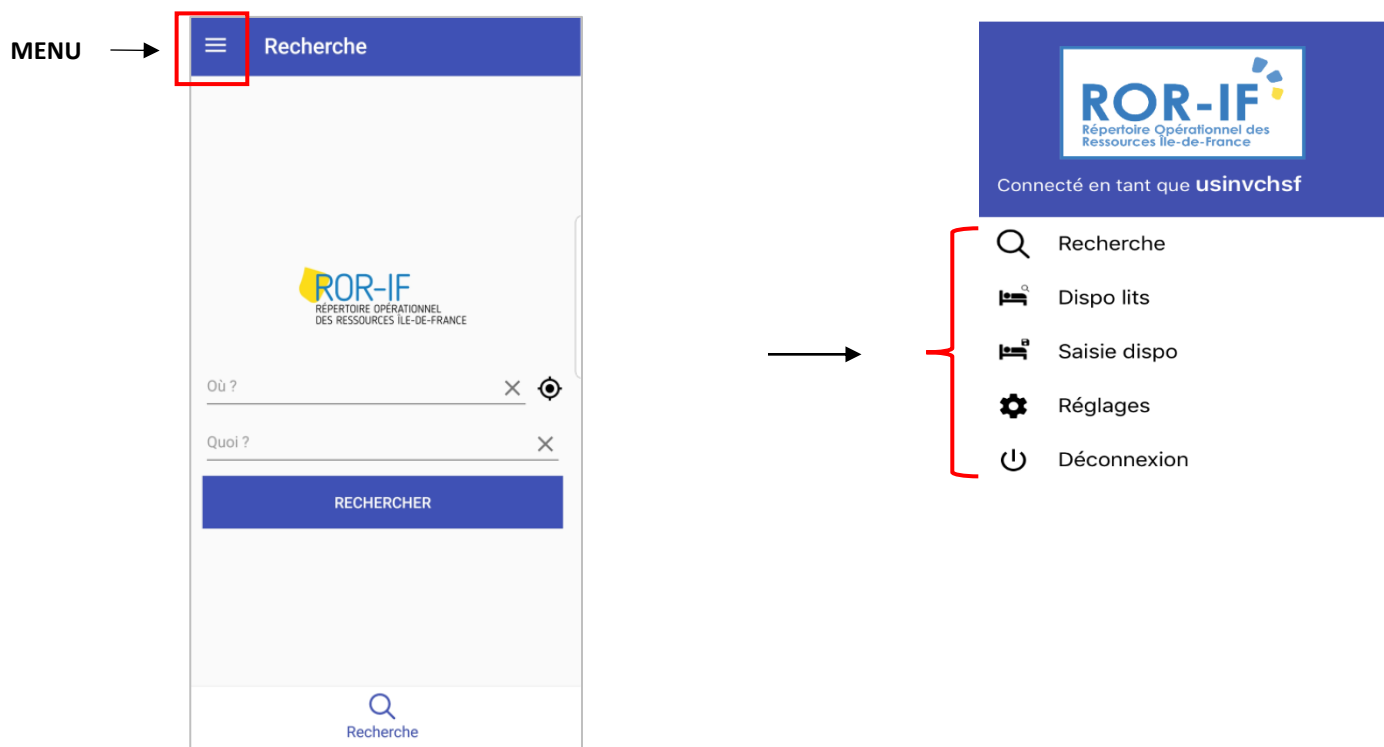 MENU
Recherche
ROR-IF
RÉPERTOIRE OPÉRATIONNEL
DES RESSOURCES ÎLE-DE-FRANCE
Où ?
Quoi ?
RECHERCHER
Recherche
ROR-IF
Répertoire Opérationnel des
Ressources Île-de-France
Connecté en tant que usinvchsf
Recherche
Dispo lits
Saisie dispo
Réglages
Déconnexion